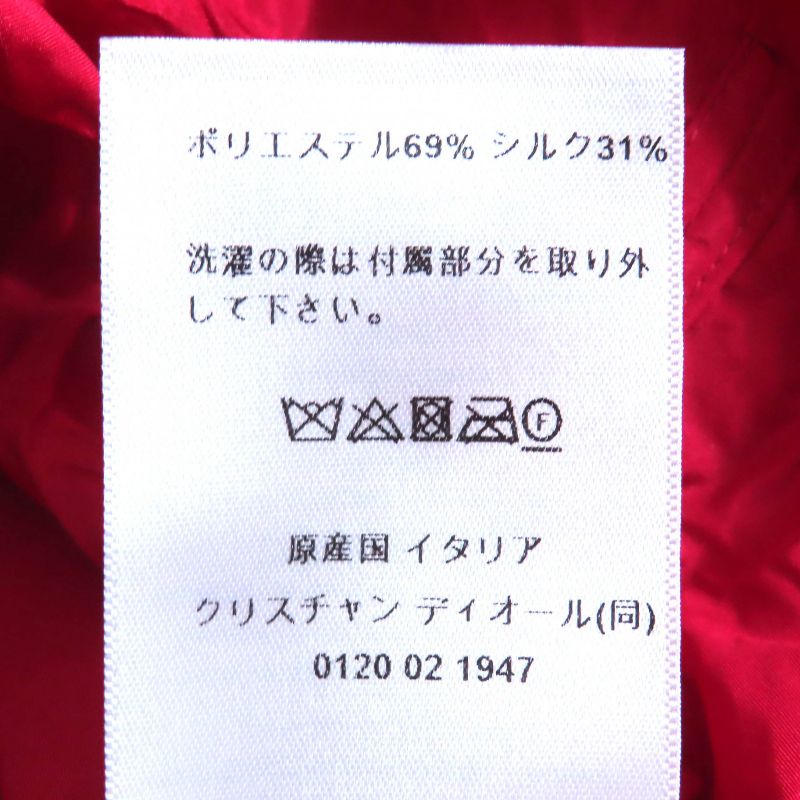 ポリエステル69% シルク31%
洗濯の際は付属部分を取り外
して下さい。
F
原産国 イタリア
クリスチャン ディオール(同)
0120 02 1947